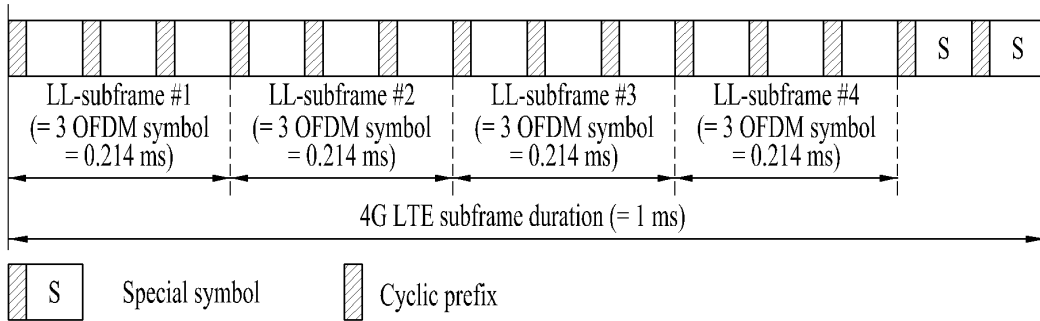 S S
LL-subframe #1 LL-subframe #2 LL-subframe #3 LL-subframe #4
(= 3 OFDM symbol (= 3 OFDM symbol (= 3 OFDM symbol (= 3 OFDM symbol
= 0.214 ms) = 0.214 ms) = 0.214 ms) = 0.214 ms)
4G LTE subframe duration (= 1 ms)
S Special symbol Cyclic prefix